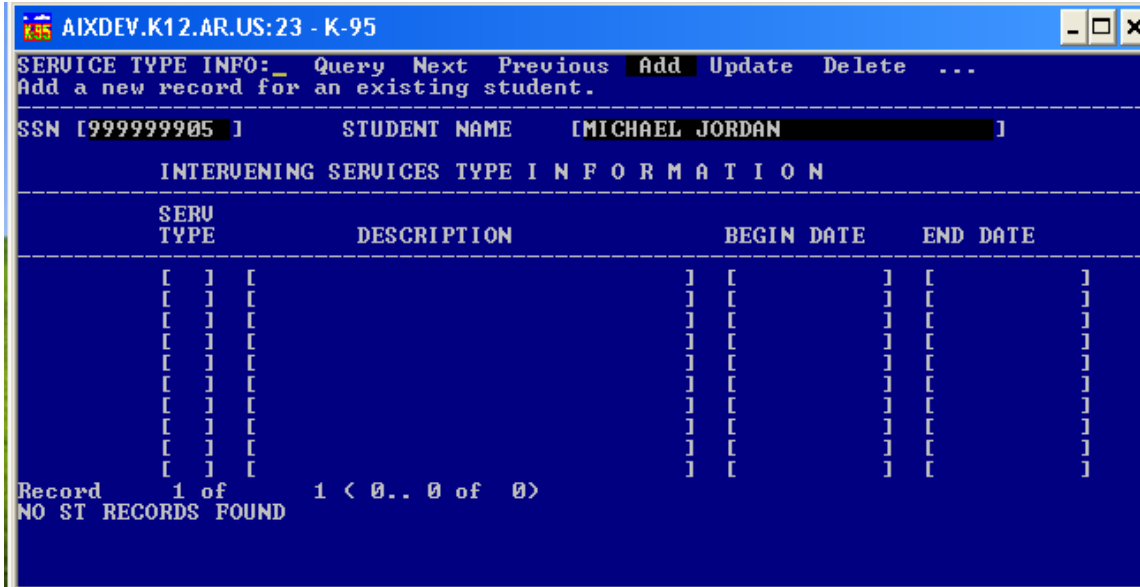 K-95 AIXDEV.K12.AR.US:23 - K-95
SERVICE TYPE INFO:_ Query Next Previous Add Update Delete ...
Add a new record for an existing student.
SSN [999999905 ] STUDENT NAME [MICHAEL JORDAN ]
INTERVENING SERVICES TYPE I N F O R M A T I O N
SERV
TYPE DESCRIPTION BEGIN DATE END DATE
[ ] [ ] [ ] [ ]
[ ] [ ] [ ] [ ]
[ ] [ ] [ ] [ ]
[ ] [ ] [ ] [ ]
[ ] [ ] [ ] [ ]
[ ] [ ] [ ] [ ]
[ ] [ ] [ ] [ ]
[ ] [ ] [ ] [ ]
[ ] [ ] [ ] [ ]
[ ] [ ] [ ] [ ]
Record 1 of 1 ( 0.. 0 of 0)
NO ST RECORDS FOUND